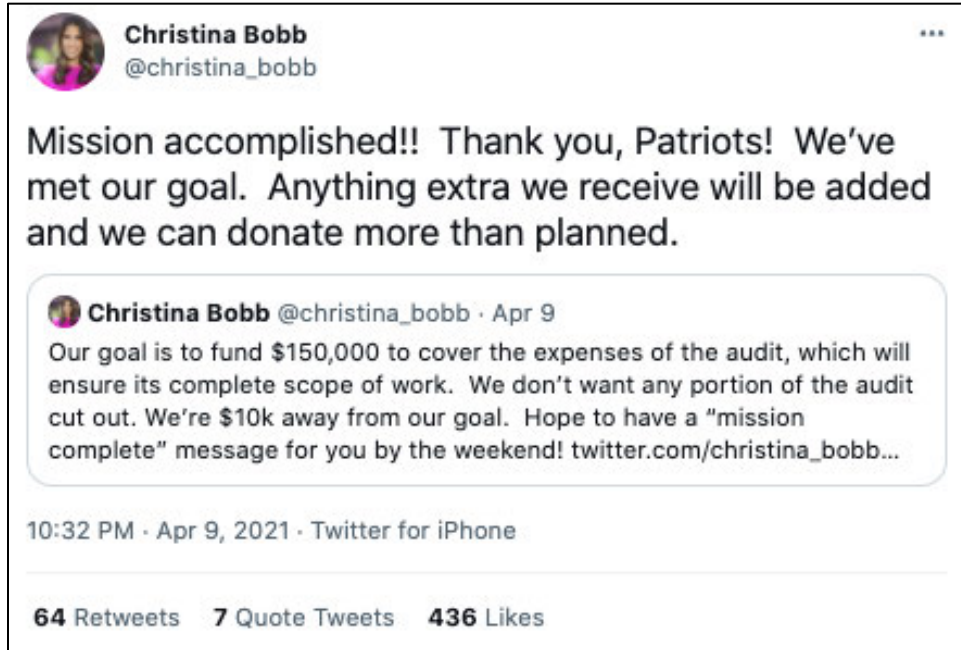 Christina Bobb
@christina_bobb
Mission accomplished!!  Thank you, Patriots!  We've
met our goal.  Anything extra we receive will be added
and we can donate more than planned.
Christina Bobb @christina_bobb · Apr 9
Our goal is to fund $150,000 to cover the expenses of the audit, which will
ensure its complete scope of work.  We don't want any portion of the audit
cut out. We're $10k away from our goal.  Hope to have a “mission
complete” message for you by the weekend! twitter.com/christina_bobb...
10:32 PM · Apr 9, 2021 · Twitter for iPhone
64 Retweets 7 Quote Tweets 436 Likes